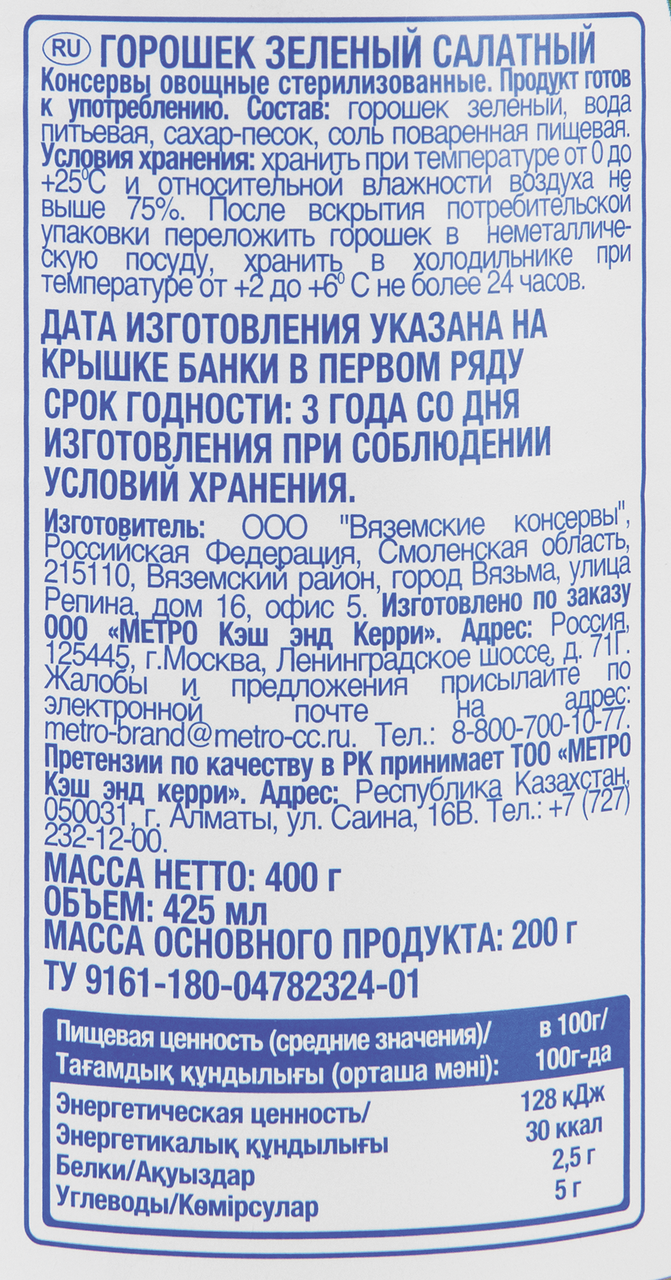 RU ГОРОШЕК ЗЕЛЕНЫЙ САЛАТНЫЙ
Консервы овощные стерилизованные. Продукт готов
к употреблению. Состав: горошек зеленый, вода
питьевая, сахар-песок, соль поваренная пищевая.
Условия хранения: хранить при температуре от 0 до
+25⁰С и относительной влажности воздуха не
выше 75%. После вскрытия потребительской
упаковки переложить горошек в неметалличе-
скую посуду, хранить в холодильнике при
температуре от +2 до +6⁰ С не более 24 часов.
ДАТА ИЗГОТОВЛЕНИЯ УКАЗАНА НА
КРЫШКЕ БАНКИ В ПЕРВОМ РЯДУ
СРОК ГОДНОСТИ: 3 ГОДА СО ДНЯ
ИЗГОТОВЛЕНИЯ ПРИ СОБЛЮДЕНИИ
УСЛОВИЙ ХРАНЕНИЯ.
Изготовитель: ООО "Вяземские консервы",
Российская Федерация, Смоленская область,
215110, Вяземский район, город Вязьма, улица
Репина, дом 16, офис 5. Изготовлено по заказу
ООО «МЕТРО Кэш энд Керри». Адрес: Россия,
125445, г.Москва, Ленинградское шоссе, д. 71Г.
Жалобы и предложения присылайте по
электронной почте на адрес:
metro-brand@metro-cc.ru. Тел.: 8-800-700-10-77.
Претензии по качеству в РК принимает ТОО «МЕТРО
Кэш энд керри». Адрес: Республика Казахстан,
050031, г. Алматы, ул. Саина, 16В. Тел.: +7 (727)
232-12-00.
МАССА НЕТТО: 400 г
ОБЪЕМ: 425 мл
МАССА ОСНОВНОГО ПРОДУКТА: 200 г
ТУ 9161-180-04782324-01
Пищевая ценность (средние значения)/ в 100г/
Тағамдық құндылығы (орташа мәні): 100г-да
Энергетическая ценность/ 128 кДж
Энергетикалық құндылығы 30 ккал
Белки/Ақуыздар 2,5 г
Углеводы/Көмірсулар 5 г